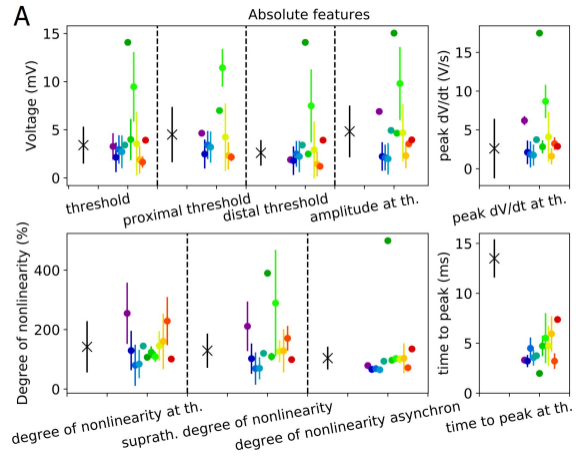 A
Absolute features
Voltage (mV)
15
10
5
0
threshold
proximal threshold
distal threshold
amplitude at th.
peak dV/dt (V/s)
15
10
5
0
peak dV/dt at th.
Degree of nonlinearity (%)
400
200
0
degree of nonlinearity at th.
suprath. degree of nonlinearity
degree of nonlinearity asynchron
time to peak (ms)
15
10
5
0
time to peak at th.